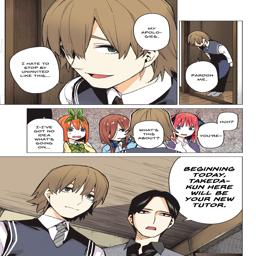 MY
APOLO-
GIES.
I HATE TO
STOP BY
UNINVITED
LIKE THIS...
PARDON
ME.
I-I'VE
GOT NO
IDEA
WHAT'S
GOING
ON...
WHAT'S
THIS
ABOUT?
HUH?
YOU'RE--
BEGINNING
TODAY,
TAKEDA-
KUN HERE
WILL BE
YOUR NEW
TUTOR.